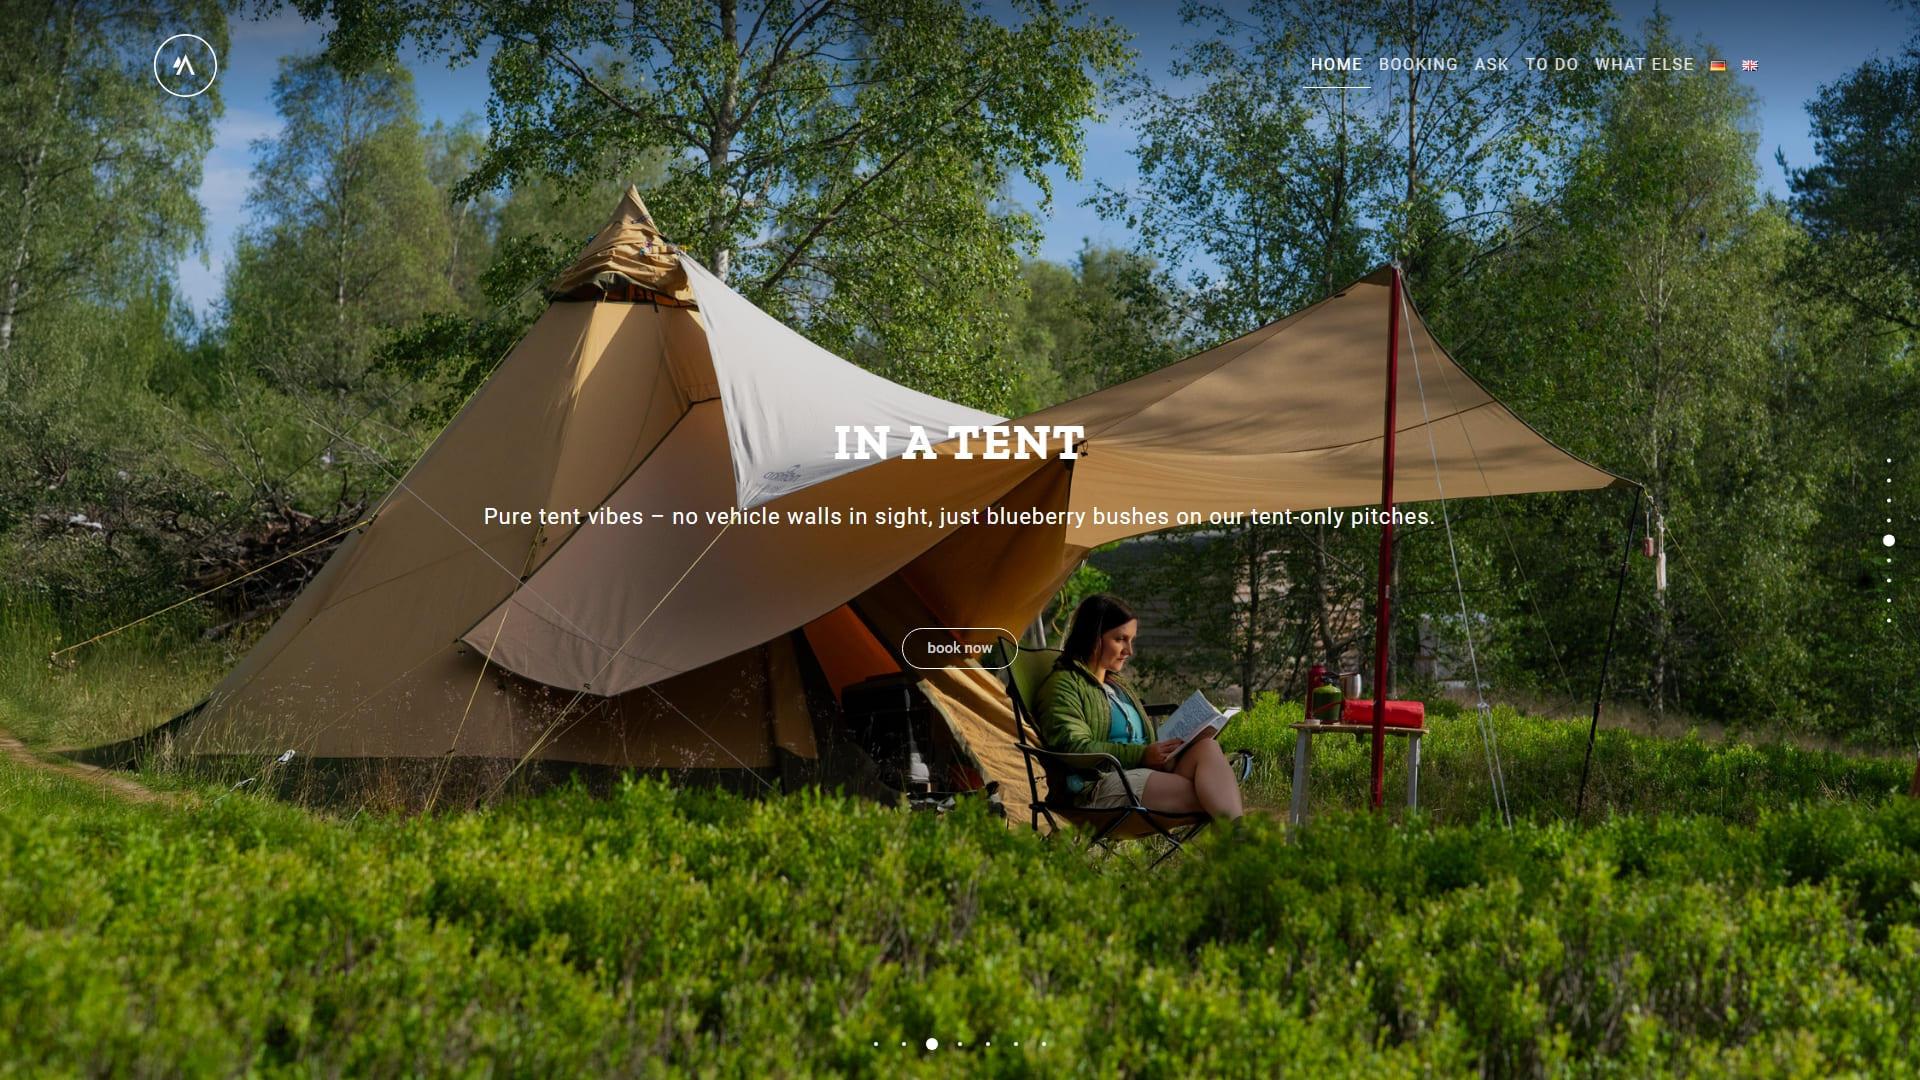 HOME BOOKING ASK TO DO WHAT ELSE
IN A TENT
Pure tent vibes – no vehicle walls in sight, just blueberry bushes on our tent-only pitches.
book now